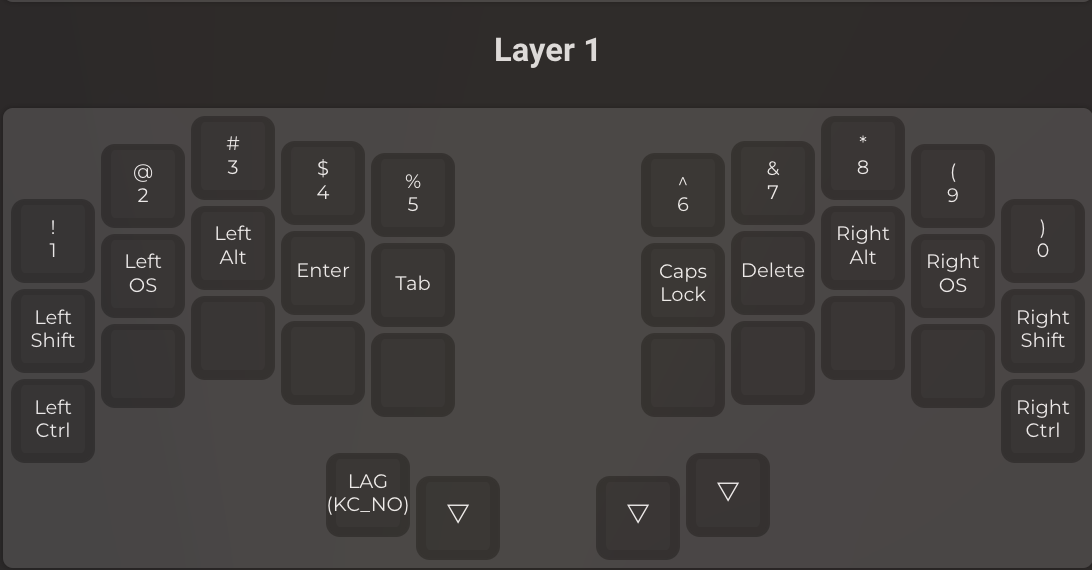 Layer 1
!
1
@
2
#
3
$
4
%
5
^
6
&
7
*
8
(
9
)
0
Left
Shift
Left
OS
Left
Alt
Enter
Tab
Caps
Lock
Delete
Right
Alt
Right
OS
Right
Shift
Left
Ctrl
Right
Ctrl
LAG
(KC_NO)
▽
▽
▽